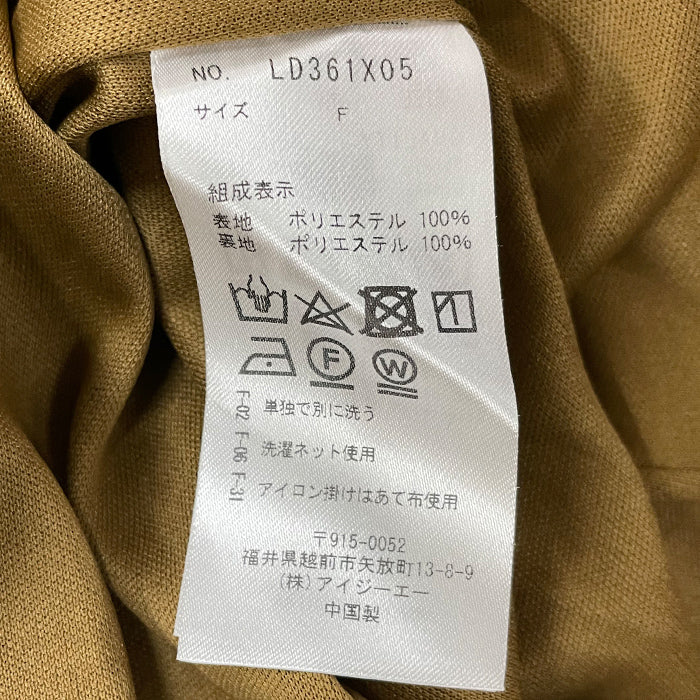 NO. LD361X05
サイズ F
組成表示
表地 ポリエステル 100%
裏地 ポリエステル 100%
F W
F-02 単独で別に洗う
F-06 洗濯ネット使用
F-31 アイロン掛けはあて布使用
〒915-0052
福井県越前市矢放町13-8-9
(株)アイジーエー
中国製